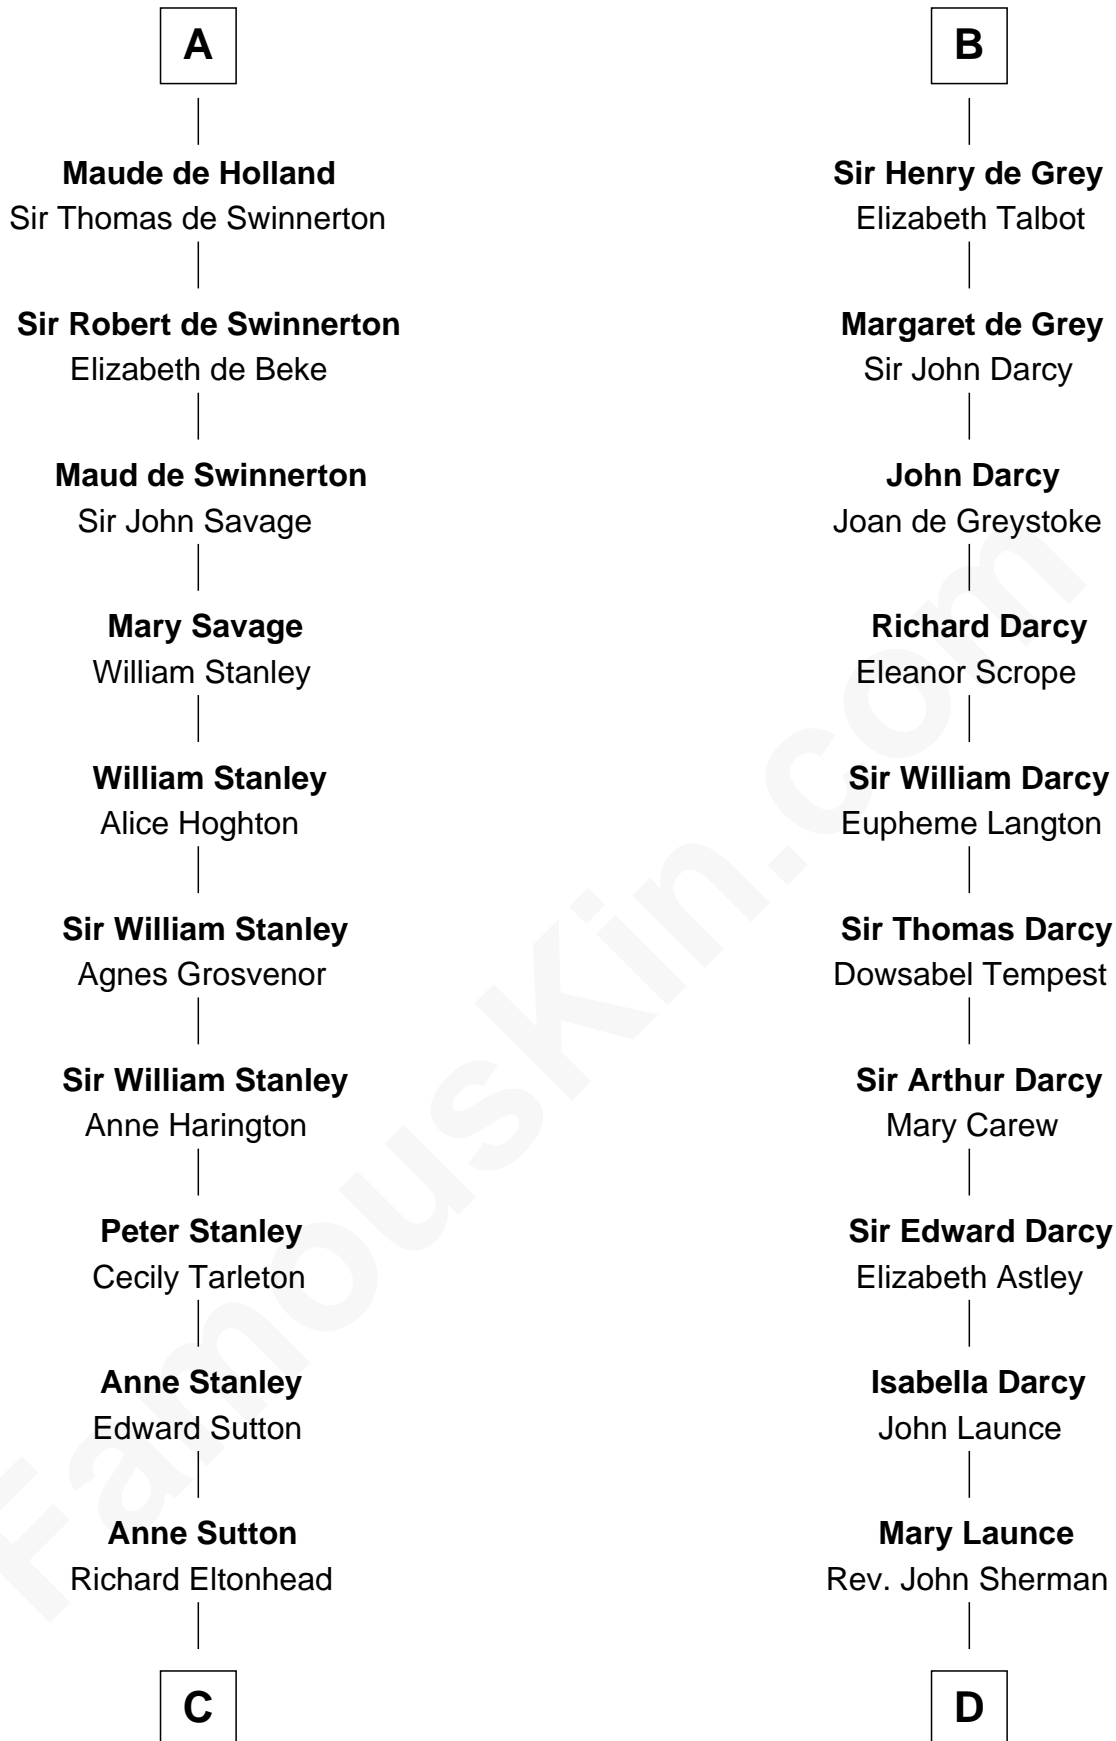 A
Maude de Holland
Sir Thomas de Swinnerton
Sir Robert de Swinnerton
Elizabeth de Beke
Maud de Swinnerton
Sir John Savage
Mary Savage
William Stanley
William Stanley
Alice Hoghton
Sir William Stanley
Agnes Grosvenor
Sir William Stanley
Anne Harington
Peter Stanley
Cecily Tarleton
Anne Stanley
Edward Sutton
Anne Sutton
Richard Eltonhead
C
B
Sir Henry de Grey
Elizabeth Talbot
Margaret de Grey
Sir John Darcy
John Darcy
Joan de Greystoke
Richard Darcy
Eleanor Scrope
Sir William Darcy
Eupheme Langton
Sir Thomas Darcy
Dowsabel Tempest
Sir Arthur Darcy
Mary Carew
Sir Edward Darcy
Elizabeth Astley
Isabella Darcy
John Launce
Mary Launce
Rev. John Sherman
D
FamousKin.com